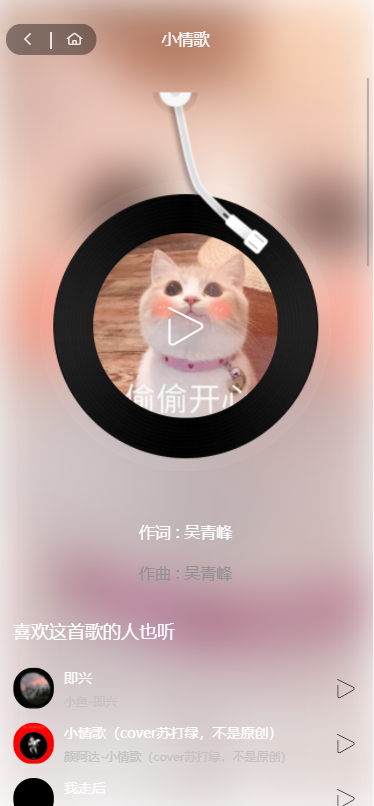 小情歌
偷偷开心
作词 : 吴青峰
作曲 : 吴青峰
喜欢这首歌的人也听
即兴
小鱼-即兴
小情歌（cover苏打绿，不是原创）
颜阿达-小情歌（cover苏打绿，不是原创）
我走后